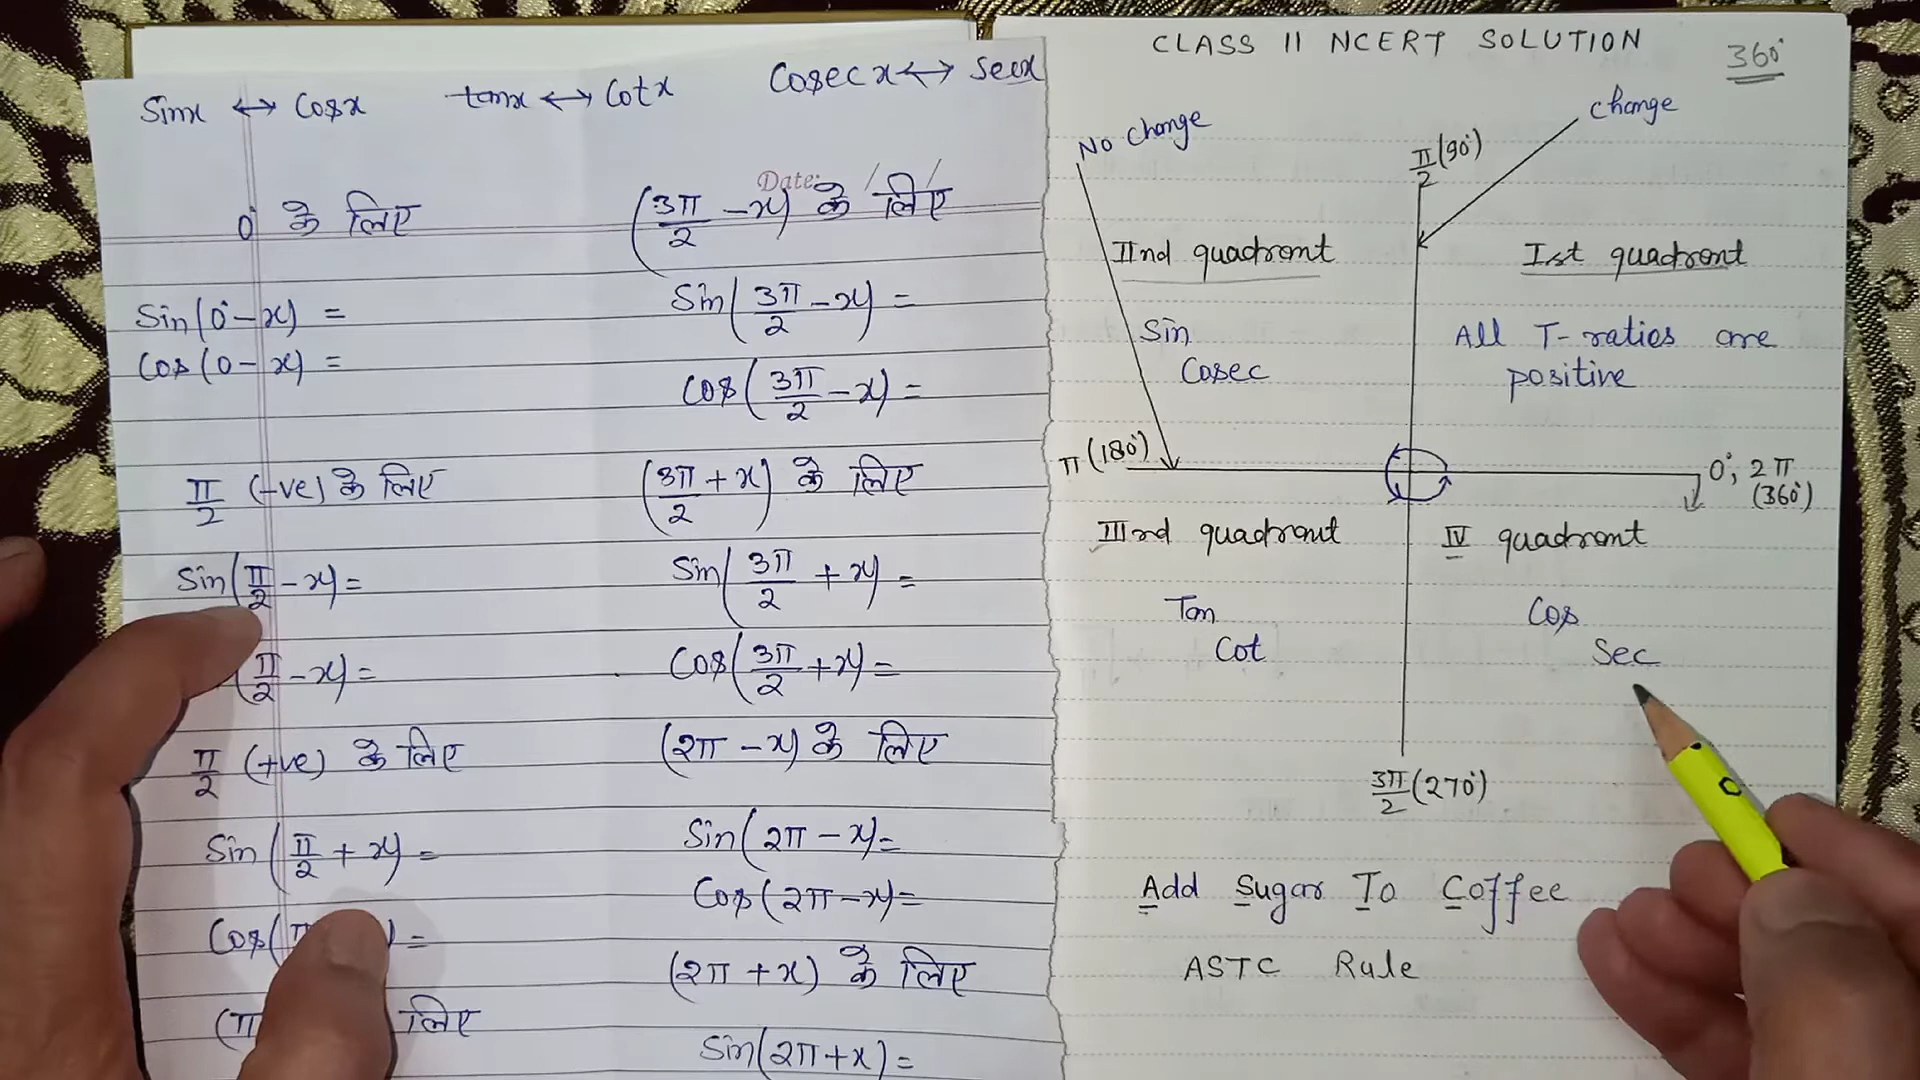 Sinx ↔ Cosx tanx ↔ Cotx Cosec x ↔ secx
Date: / /
0° के लिए
Sin(0°-x) =
Cos(0-x) =
π/2 (-ve) के लिए
Sin(π/2 - x) =
(π/2 - x) =
π/2 (+ve) के लिए
Sin(π/2 + x) =
Cos(π ) =
(π लिए
(3π/2 - x) के लिए
Sin(3π/2 - x) =
Cos(3π/2 - x) =
(3π/2 + x) के लिए
Sin(3π/2 + x) =
Cos(3π/2 + x) =
(2π - x) के लिए
Sin(2π - x) =
Cos(2π - x) =
(2π + x) के लिए
Sin(2π + x) =
CLASS 11 NCERT SOLUTION
360°
No change
change
π/2 (90°)
IInd quadrant
Ist quadrant
Sin
Cosec
All T-ratios are
positive
π (180°)
0°, 2π
(360°)
IIIrd quadrant
IV quadrant
Tan
Cot
Cos
Sec
3π/2 (270°)
Add Sugar To Coffee
ASTC Rule